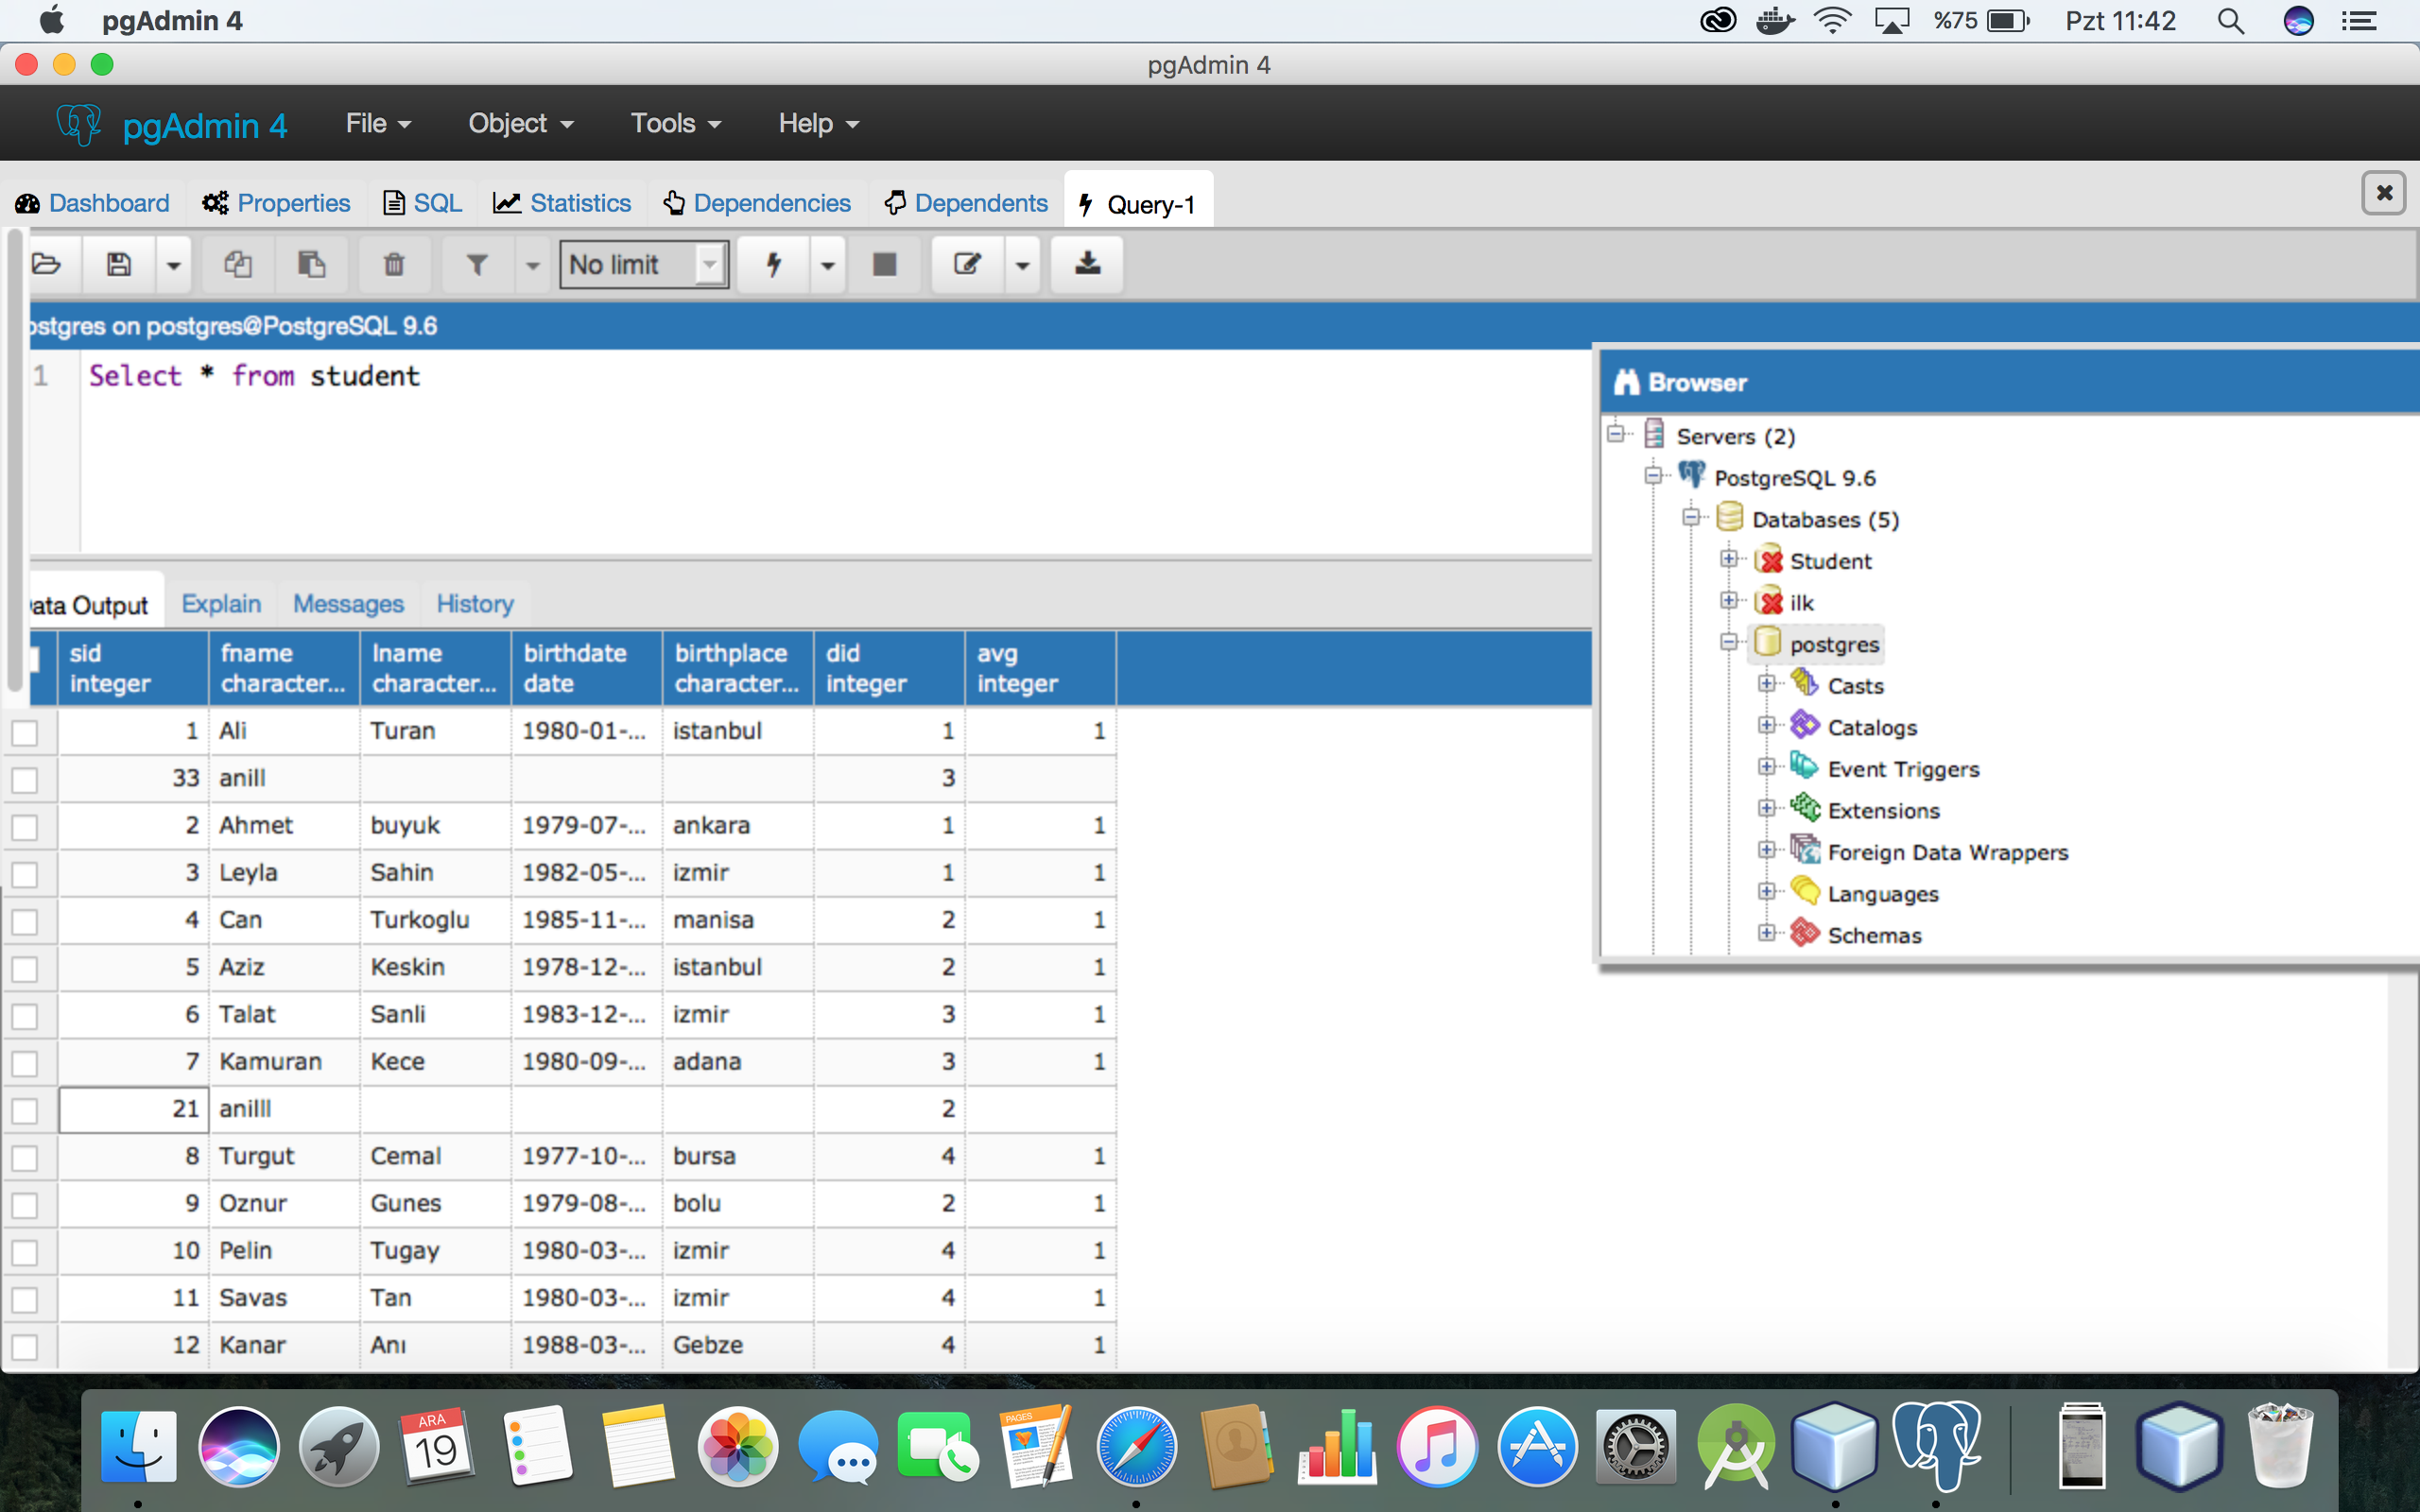 pgAdmin 4
%75
Pzt 11:42
pgAdmin 4
pgAdmin 4 File Object Tools Help
Dashboard Properties SQL Statistics Dependencies Dependents Query-1
No limit
ostgres on postgres@PostgreSQL 9.6
1 Select * from student
Browser
Servers (2)
PostgreSQL 9.6
Databases (5)
Student
ilk
postgres
Casts
Catalogs
Event Triggers
Extensions
Foreign Data Wrappers
Languages
Schemas
ata Output Explain Messages History
sid fname lname birthdate birthplace did avg
integer character... character... date character... integer integer
1 Ali Turan 1980-01-... istanbul 1 1
33 anill 3
2 Ahmet buyuk 1979-07-... ankara 1 1
3 Leyla Sahin 1982-05-... izmir 1 1
4 Can Turkoglu 1985-11-... manisa 2 1
5 Aziz Keskin 1978-12-... istanbul 2 1
6 Talat Sanli 1983-12-... izmir 3 1
7 Kamuran Kece 1980-09-... adana 3 1
21 anilll 2
8 Turgut Cemal 1977-10-... bursa 4 1
9 Oznur Gunes 1979-08-... bolu 2 1
10 Pelin Tugay 1980-03-... izmir 4 1
11 Savas Tan 1980-03-... izmir 4 1
12 Kanar Anı 1988-03-... Gebze 4 1
ARA
19
PAGES